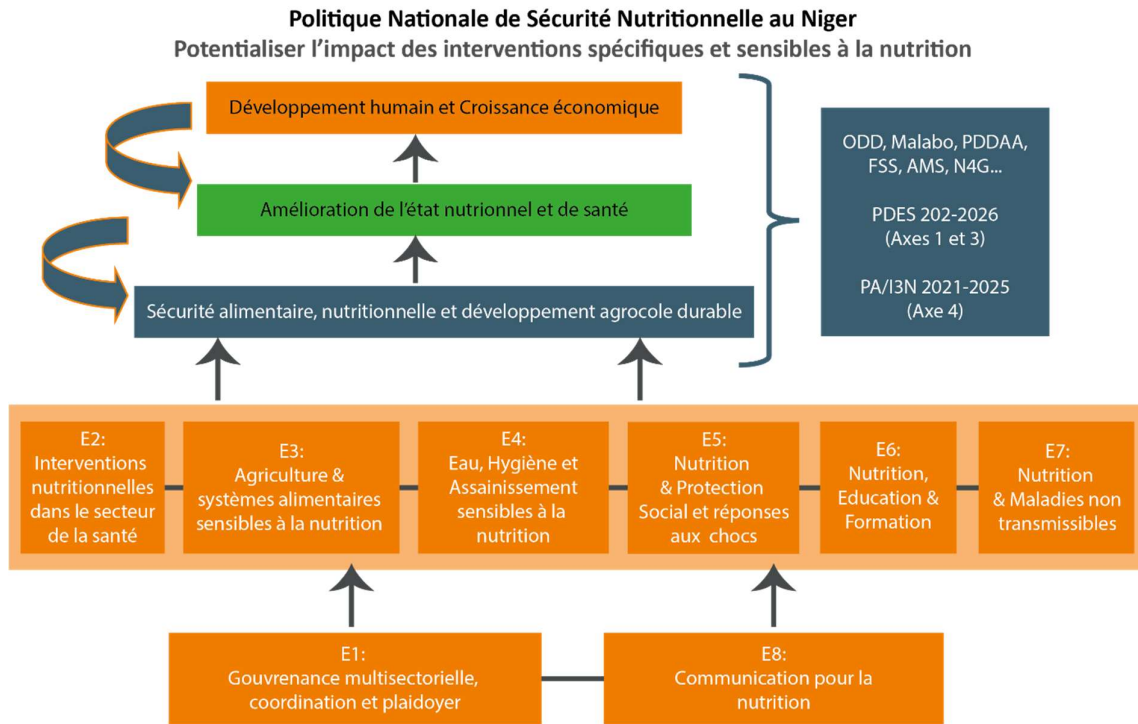 Politique Nationale de Sécurité Nutritionnelle au Niger
Potentialiser l'impact des interventions spécifiques et sensibles à la nutrition
Développement humain et Croissance économique
Amélioration de l'état nutrionnel et de santé
Sécurité alimentaire, nutritionnelle et développement agrocole durable
ODD, Malabo, PDDAA,
FSS, AMS, N4G...
PDES 202-2026
(Axes 1 et 3)
PA/I3N 2021-2025
(Axe 4)
E2:
Interventions
nutritionnelles
dans le secteur
de la santé
E3:
Agriculture &
systèmes alimentaires
sensibles à la nutrition
E4:
Eau, Hygiène et
Assainissement
sensibles à la
nutrition
E5:
Nutrition
& Protection
Social et réponses
aux chocs
E6:
Nutrition,
Education &
Formation
E7:
Nutrition
& Maladies non
transmissibles
E1:
Gouvrenance multisectorielle,
coordination et plaidoyer
E8:
Communication pour la
nutrition